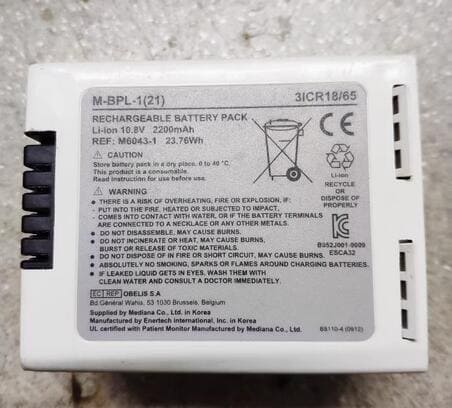 M-BPL-1(21) 3ICR18/65
RECHARGEABLE BATTERY PACK
Li-ion 10.8V 2200mAh
REF: M6043-1 23.76Wh
CE
⚠ CAUTION
Store battery pack in a dry place, 0 to 40 °C.
This product is a consumable.
Read instruction for use before use.
Li-ion
RECYCLE
OR
DISPOSE OF
PROPERLY
⚠ WARNING
● THERE IS A RISK OF OVERHEATING, FIRE OR EXPLOSION, IF:
- PUT INTO THE FIRE, HEATED OR SUBJECTED TO IMPACT,
- COMES INTO CONTACT WITH WATER, OR IF THE BATTERY TERMINALS
ARE CONNECTED TO A NECKLACE OR ANY OTHER METALS.
● DO NOT DISASSEMBLE, MAY CAUSE BURNS.
● DO NOT INCINERATE OR HEAT, MAY CAUSE BURNS,
BURST OR RELEASE OF TOXIC MATERIALS.
● DO NOT DISPOSE OF IN FIRE OR SHORT CIRCUIT, MAY CAUSE BURNS.
● ABSOLUTELY NO SMOKING, SPARKS OR FLAMES AROUND CHARGING BATTERIES.
● IF LEAKED LIQUID GETS IN EYES, WASH THEM WITH
CLEAN WATER AND CONSULT A DOCTOR IMMEDIATELY.
ESCA32
EC REP OBELIS S.A
Bd Général Wahis, 53 1030 Brussels, Belgium
Supplied by Mediana Co., Ltd. in Korea
Manufactured by Enertech International, Inc. in Korea
UL certified with Patient Monitor Manufactured by Mediana Co., Ltd. in Korea